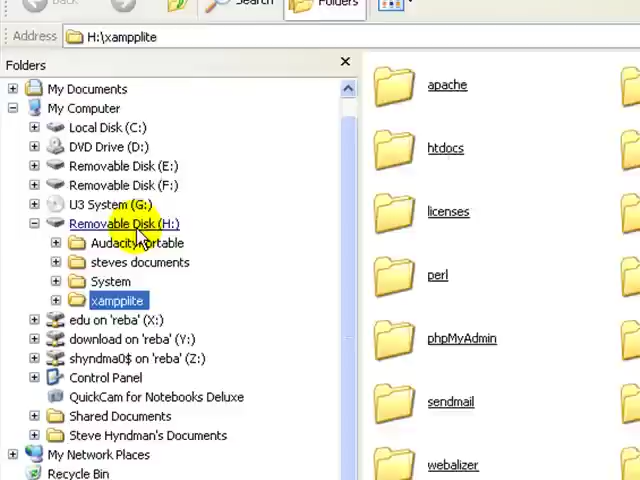 Back
Search
Folders
Address
H:\xampplite
Folders
My Documents
My Computer
Local Disk (C:)
DVD Drive (D:)
Removable Disk (E:)
Removable Disk (F:)
U3 System (G:)
Removable Disk (H:)
AudacityPortable
steves documents
System
xampplite
edu on 'reba' (X:)
download on 'reba' (Y:)
shyndma0$ on 'reba' (Z:)
Control Panel
QuickCam for Notebooks Deluxe
Shared Documents
Steve Hyndman's Documents
My Network Places
Recycle Bin
apache
htdocs
licenses
perl
phpMyAdmin
sendmail
webalizer